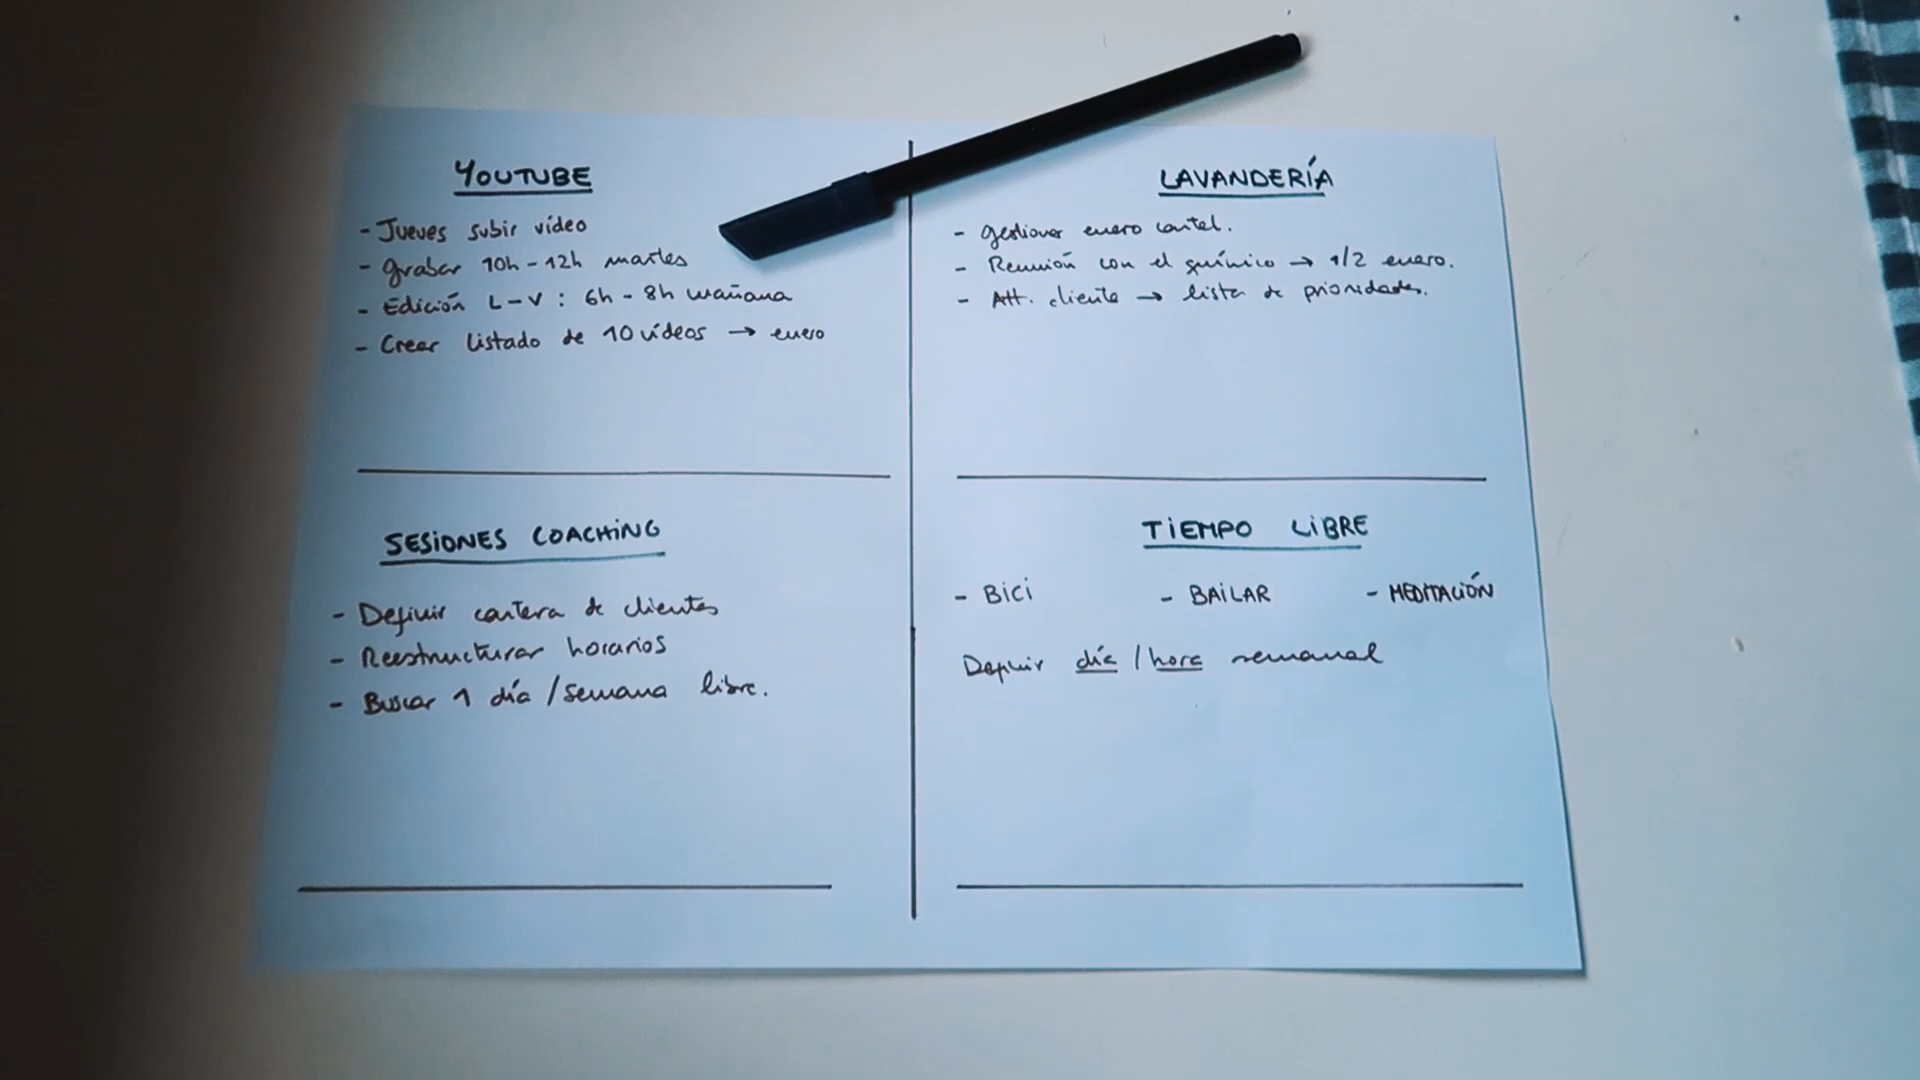 YOUTUBE
- Jueves subir vídeo
- grabar 10h - 12h martes
- Edición L-V : 6h - 8h mañana
- Crear listado de 10 vídeos → enero
LAVANDERÍA
- gestionar enero cartel.
- Reunión con el químico → 1/2 enero.
- Att. cliente → lista de prioridades.
SESIONES COACHING
- Definir cartera de clientes
- Reestructurar horarios
- Buscar 1 día / semana libre.
TIEMPO LIBRE
- BICI - BAILAR - MEDITACIÓN
Definir día / hora semanal